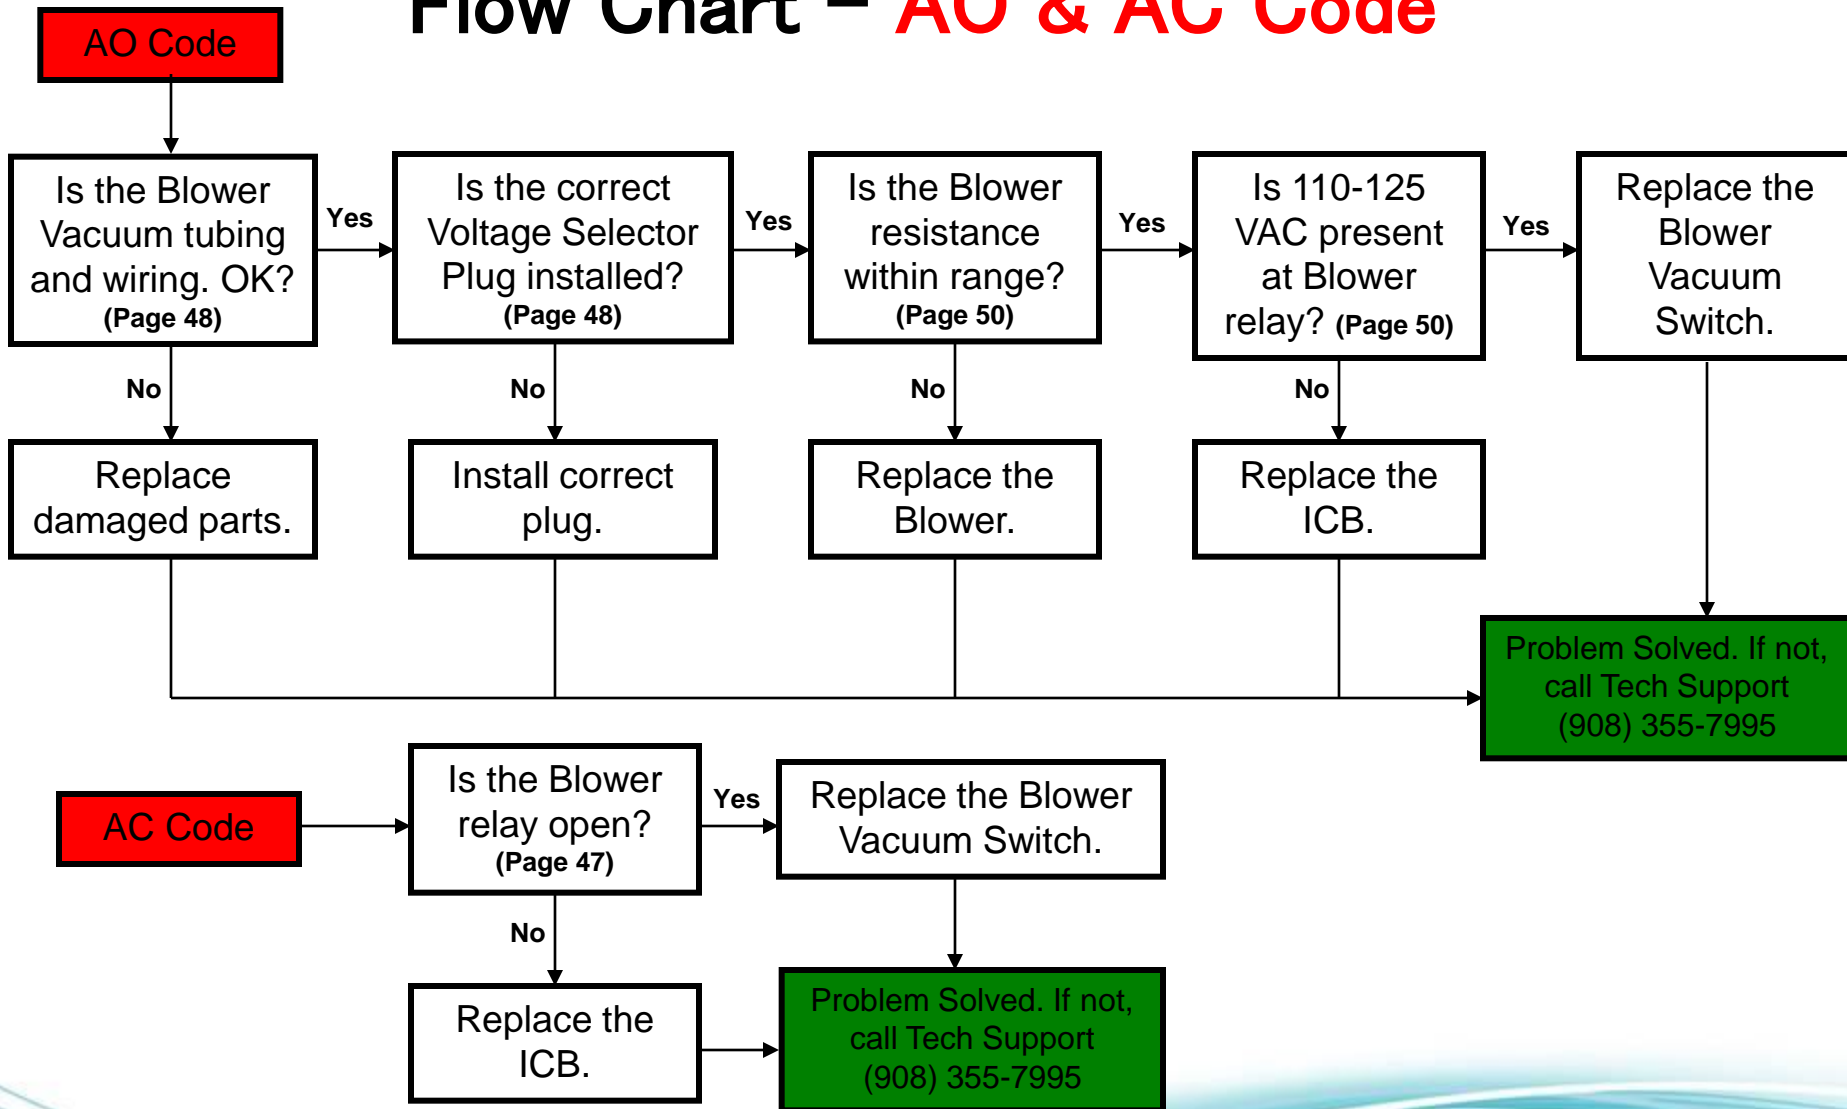 Flow Chart - AO & AC Code
AO Code
Is the Blower
Vacuum tubing
and wiring. OK?
(Page 48)
Yes
Is the correct
Voltage Selector
Plug installed?
(Page 48)
Yes
Is the Blower
resistance
within range?
(Page 50)
Yes
Is 110-125
VAC present
at Blower
relay? (Page 50)
Yes
Replace the
Blower
Vacuum
Switch.
No
No
No
No
Replace
damaged parts.
Install correct
plug.
Replace the
Blower.
Replace the
ICB.
Problem Solved. If not,
call Tech Support
(908) 355-7995
AC Code
Is the Blower
relay open?
(Page 47)
Yes
Replace the Blower
Vacuum Switch.
No
Replace the
ICB.
Problem Solved. If not,
call Tech Support
(908) 355-7995